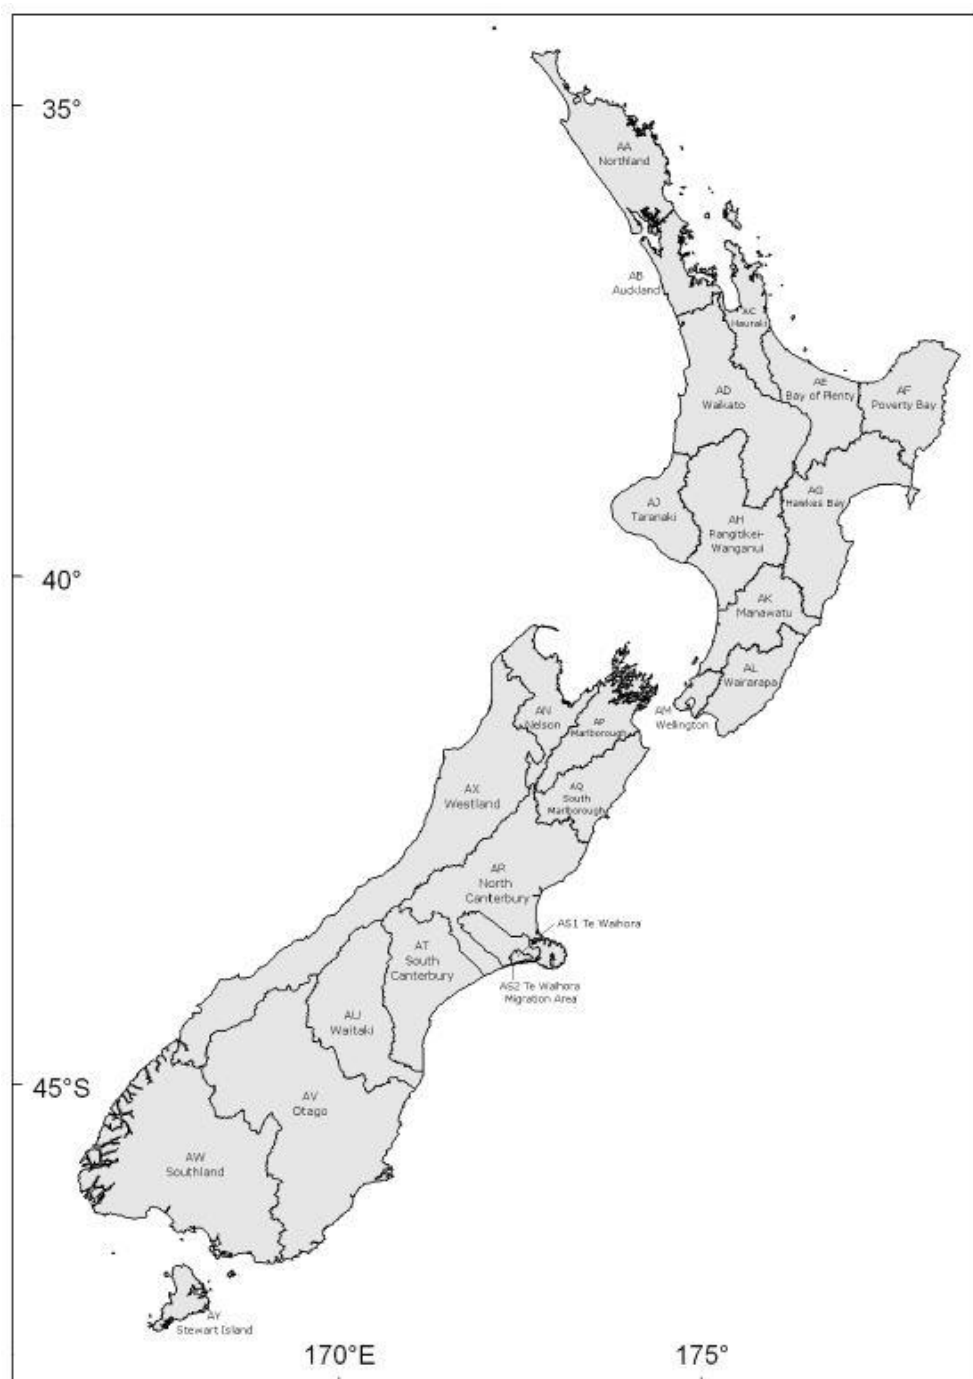 35°
AA
Northland
AB
Auckland
AC
Hauraki
AD
Waikato
AE
Bay of Plenty
AF
Poverty Bay
AG
Hawkes Bay
AJ
Taranaki
AH
Rangitikei-
Wanganui
40°
AK
Manawatu
AL
Wairarapa
AM
Wellington
AN
Nelson
AP
Marlborough
AQ
South
Marlborough
AX
Westland
AR
North
Canterbury
AS1 Te Waihora
AT
South
Canterbury
AS2 Te Waihora
Migration Area
AU
Waitaki
45°S
AV
Otago
AW
Southland
AY
Stewart Island
170°E
175°